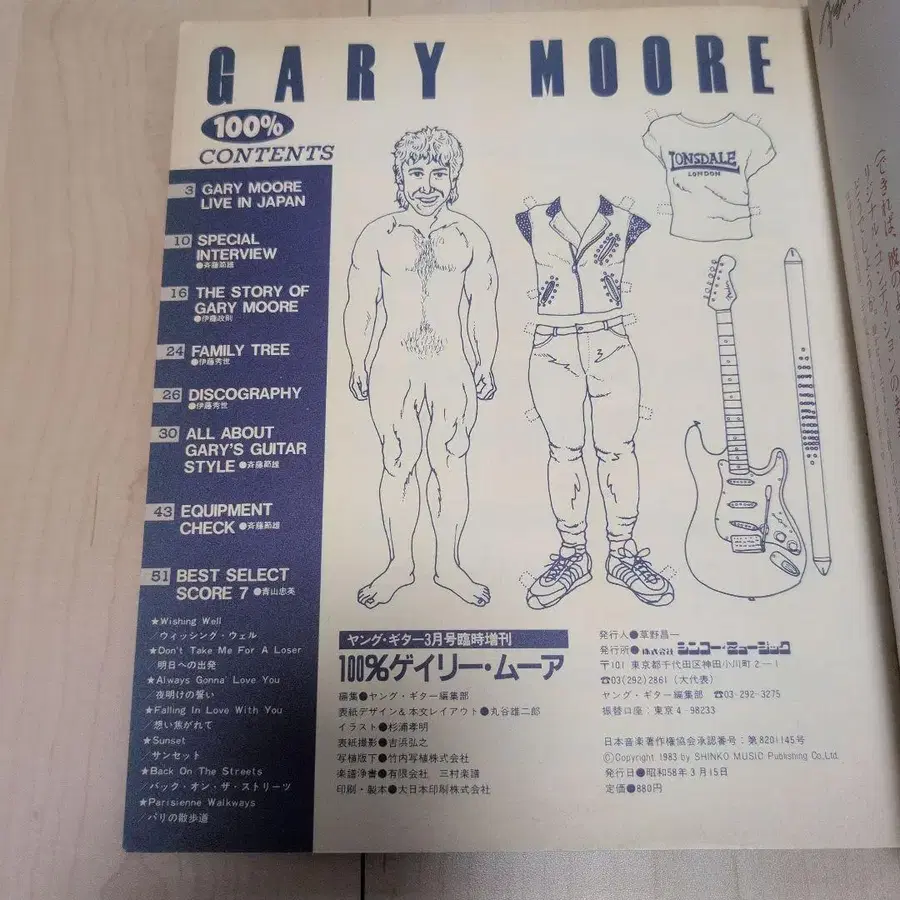 GARY MOORE
100%
CONTENTS
3 GARY MOORE
LIVE IN JAPAN
10 SPECIAL
INTERVIEW
●斉藤節雄
16 THE STORY OF
GARY MOORE
●伊藤政則
24 FAMILY TREE
●伊藤秀世
26 DISCOGRAPHY
●伊藤秀世
30 ALL ABOUT
GARY'S GUITAR
STYLE ●斉藤節雄
43 EQUIPMENT
CHECK ●斉藤節雄
51 BEST SELECT
SCORE 7 ●青山忠英
★Wishing Well
/ウィッシング・ウェル
★Don't Take Me For A Loser
/明日への出発
★Always Gonna' Love You
/夜明けの誓い
★Falling In Love With You
/想い焦がれて
★Sunset
/サンセット
★Back On The Streets
/バック・オン・ザ・ストリーツ
★Parisienne Walkways
/パリの散歩道
LONSDALE
LONDON
ヤング・ギター3月号臨時増刊
100%ゲイリー・ムーア
編集●ヤング・ギター編集部
表紙デザイン&本文レイアウト●丸谷雄二郎
イラスト●杉浦孝明
表紙撮影●吉浜弘之
写植版下●竹内写植株式会社
楽譜浄書●有限会社 三村楽譜
印刷・製本●大日本印刷株式会社
発行人●草野昌一
発行所●株式会社シンコー・ミュージック
〒101 東京都千代田区神田小川町2-1
☎03(292)2861(大代表)
ヤング・ギター編集部 ☎03-292-3275
振替口座:東京4-98233
日本音楽著作権協会承認番号:第8201145号
©Copyright 1983 by SHINKO MUSIC Publishing Co., Ltd.
発行日●昭和58年3月15日
定価●880円